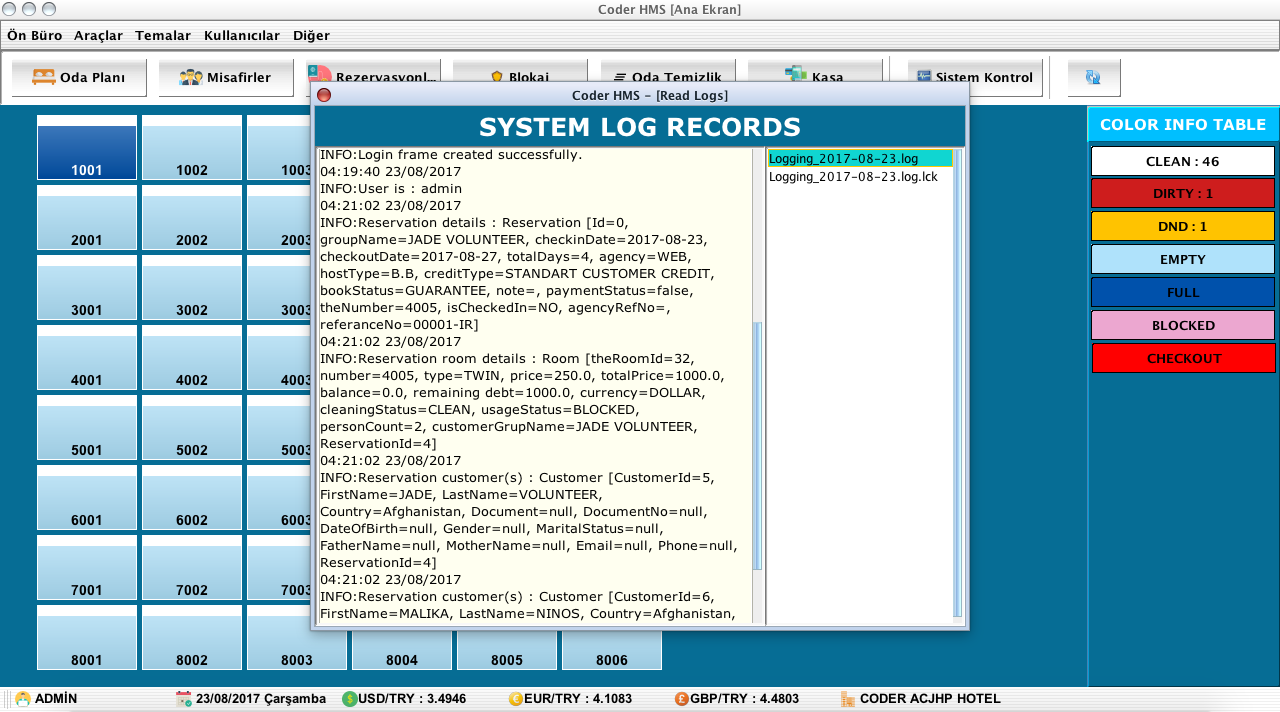 Coder HMS [Ana Ekran]
Ön Büro Araçlar Temalar Kullanıcılar Diğer
Oda Planı Misafirler Rezervasyonl... Blokaj Oda Temizlik Kasa Sistem Kontrol
Coder HMS - [Read Logs]
SYSTEM LOG RECORDS
INFO:Login frame created successfully.
04:19:40 23/08/2017
INFO:User is : admin
04:21:02 23/08/2017
INFO:Reservation details : Reservation [Id=0,
groupName=JADE VOLUNTEER, checkinDate=2017-08-23,
checkoutDate=2017-08-27, totalDays=4, agency=WEB,
hostType=B.B, creditType=STANDART CUSTOMER CREDIT,
bookStatus=GUARANTEE, note=, paymentStatus=false,
theNumber=4005, isCheckedIn=NO, agencyRefNo=,
referanceNo=00001-IR]
04:21:02 23/08/2017
INFO:Reservation room details : Room [theRoomId=32,
number=4005, type=TWIN, price=250.0, totalPrice=1000.0,
balance=0.0, remaining debt=1000.0, currency=DOLLAR,
cleaningStatus=CLEAN, usageStatus=BLOCKED,
personCount=2, customerGrupName=JADE VOLUNTEER,
ReservationId=4]
04:21:02 23/08/2017
INFO:Reservation customer(s) : Customer [CustomerId=5,
FirstName=JADE, LastName=VOLUNTEER,
Country=Afghanistan, Document=null, DocumentNo=null,
DateOfBirth=null, Gender=null, MaritalStatus=null,
FatherName=null, MotherName=null, Email=null, Phone=null,
ReservationId=4]
04:21:02 23/08/2017
INFO:Reservation customer(s) : Customer [CustomerId=6,
FirstName=MALIKA, LastName=NINOS, Country=Afghanistan,
Logging_2017-08-23.log
Logging_2017-08-23.log.lck
1001 1002 1003
2001 2002 2003
3001 3002 3003
4001 4002 4003
5001 5002 5003
6001 6002 6003
7001 7002 7003
8001 8002 8003 8004 8005 8006
COLOR INFO TABLE
CLEAN : 46
DIRTY : 1
DND : 1
EMPTY
FULL
BLOCKED
CHECKOUT
ADMİN 23/08/2017 Çarşamba USD/TRY : 3.4946 EUR/TRY : 4.1083 GBP/TRY : 4.4803 CODER ACJHP HOTEL